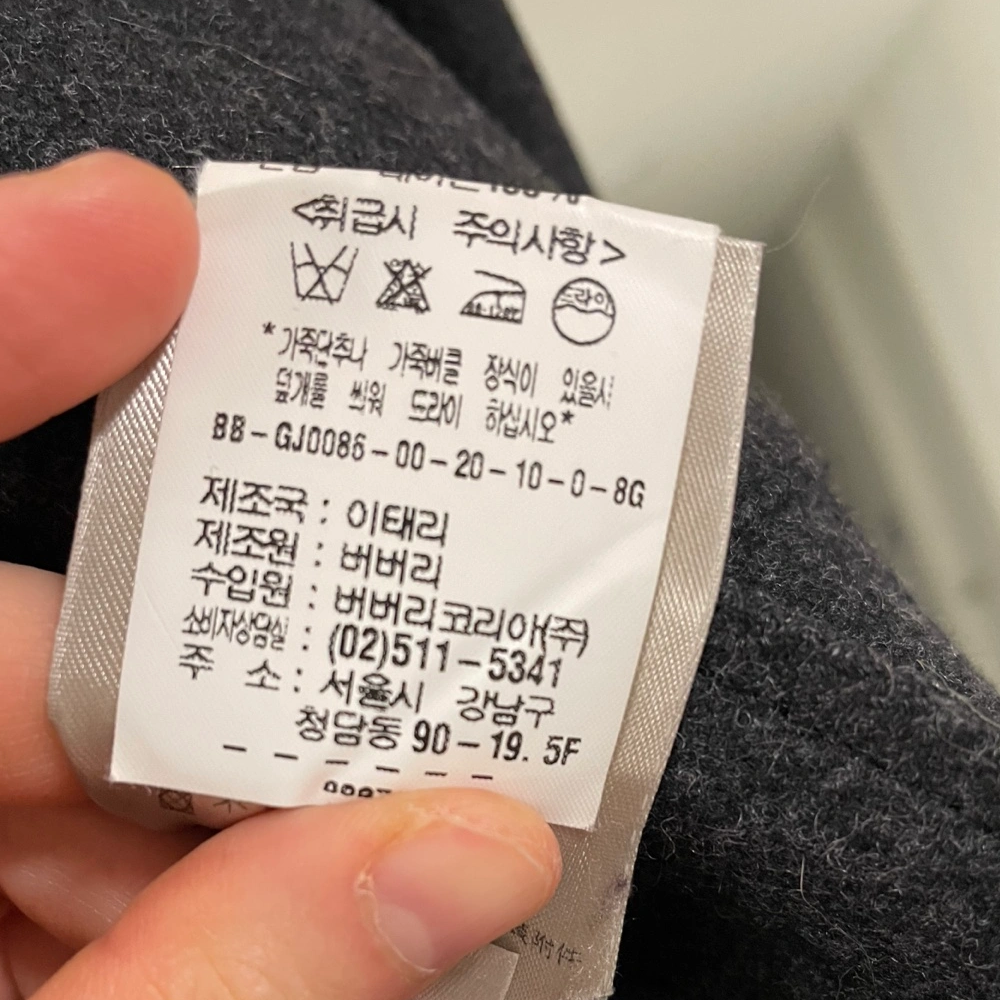 100%
<취급시 주의사항>
드라이
*가죽단추나 가죽버클 장식이 있을시
덮개를 씌워 드라이 하십시오*
BB-GJ0086-00-20-10-0-8G
제조국 : 이태리
제조원 : 버버리
수입원 : 버버리코리아(주)
소비자상담실 : (02)511-5341
주 소 : 서울시 강남구
청담동 90-19. 5F